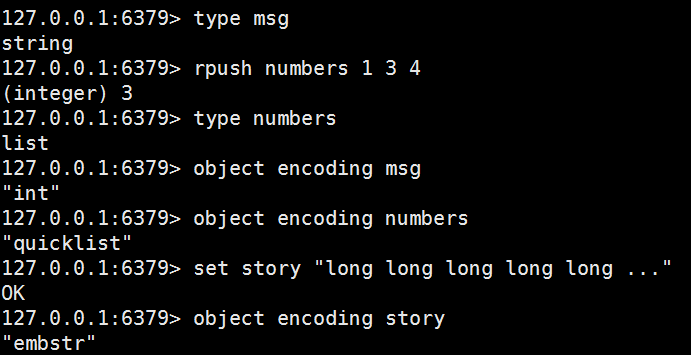 127.0.0.1:6379> type msg
string
127.0.0.1:6379> rpush numbers 1 3 4
(integer) 3
127.0.0.1:6379> type numbers
list
127.0.0.1:6379> object encoding msg
"int"
127.0.0.1:6379> object encoding numbers
"quicklist"
127.0.0.1:6379> set story "long long long long long ..."
OK
127.0.0.1:6379> object encoding story
"embstr"